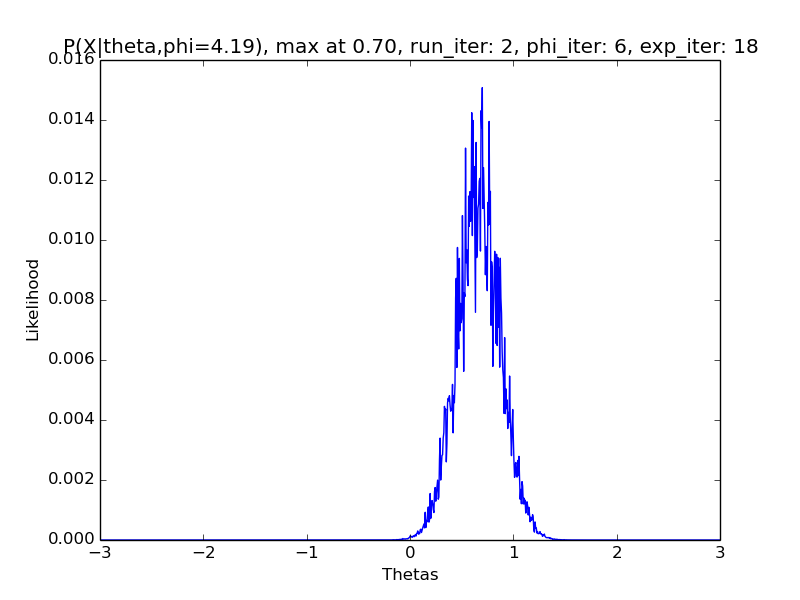 P(X|theta,phi=4.19), max at 0.70, run_iter: 2, phi_iter: 6, exp_iter: 18
0.016
0.014
0.012
0.010
0.008
0.006
0.004
0.002
0.000
Likelihood
−3 −2 −1 0 1 2 3
Thetas